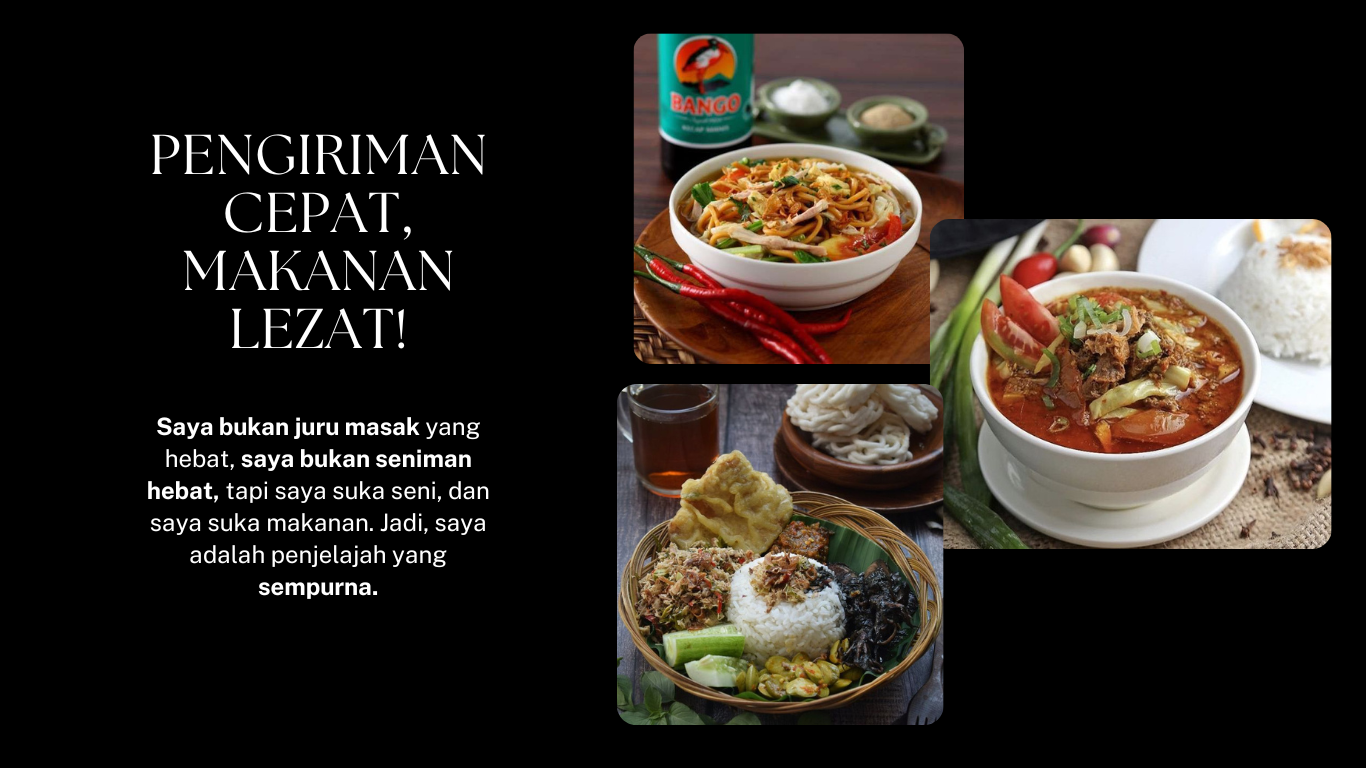 PENGIRIMAN
CEPAT,
MAKANAN
LEZAT!
Saya bukan juru masak yang
hebat, saya bukan seniman
hebat, tapi saya suka seni, dan
saya suka makanan. Jadi, saya
adalah penjelajah yang
sempurna.
BANGO
KECAP MANIS